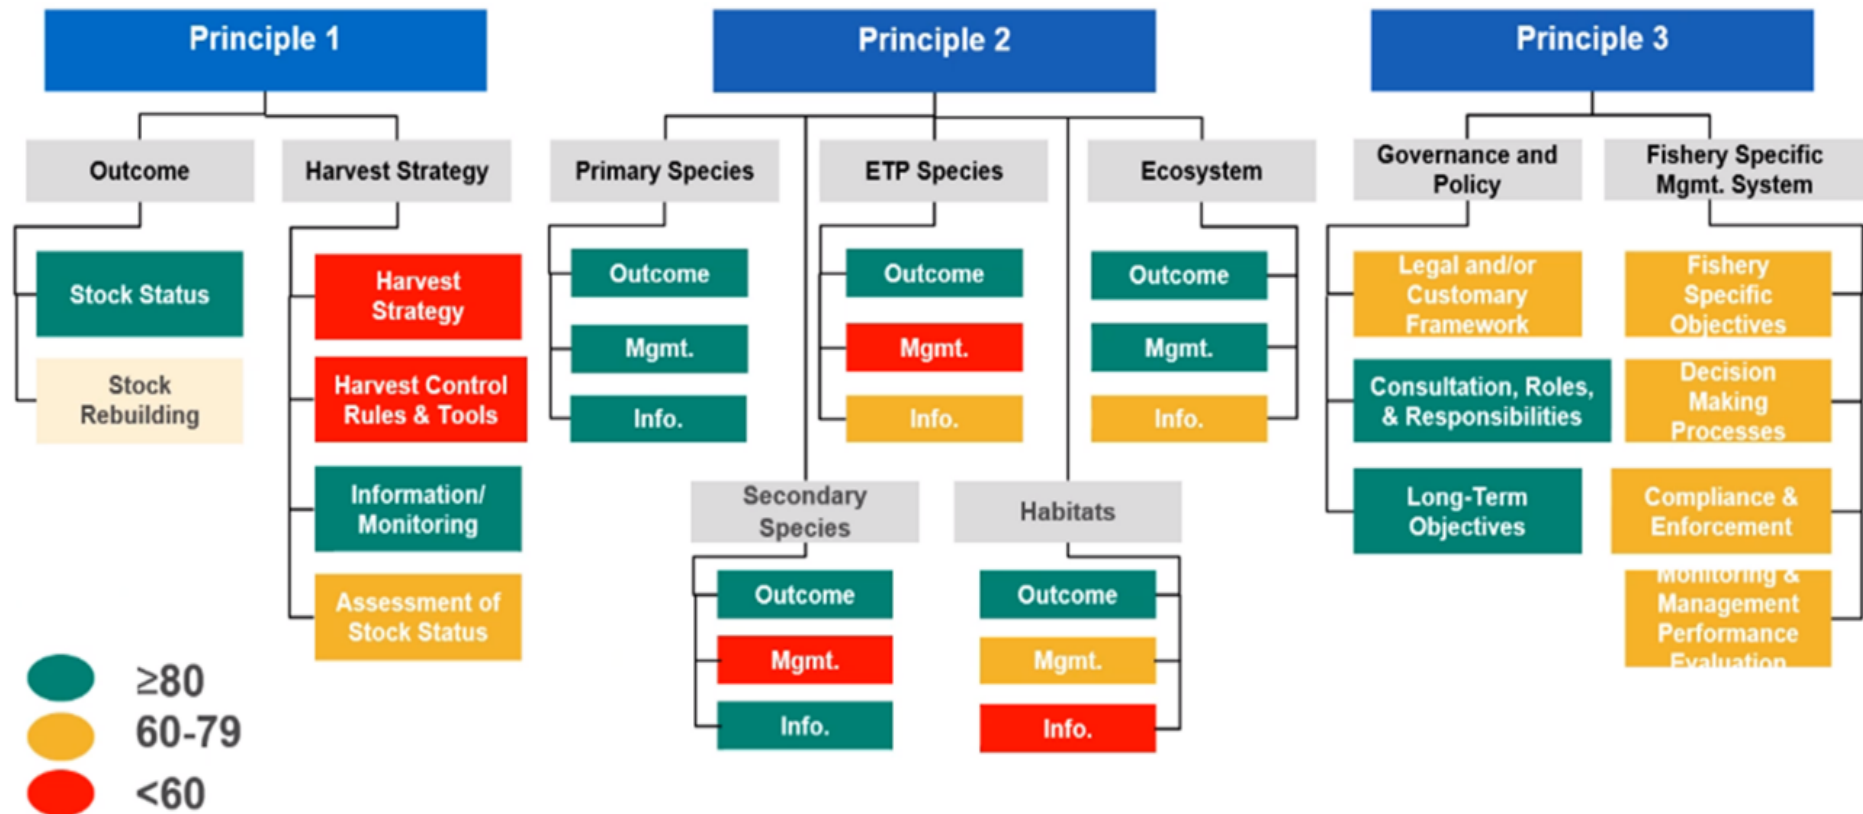 Principle 1
Outcome
Stock Status
Stock
Rebuilding
Harvest Strategy
Harvest
Strategy
Harvest Control
Rules & Tools
Information/
Monitoring
Assessment of
Stock Status
Principle 2
Primary Species
Outcome
Mgmt.
Info.
ETP Species
Outcome
Mgmt.
Info.
Ecosystem
Outcome
Mgmt.
Info.
Secondary
Species
Outcome
Mgmt.
Info.
Habitats
Outcome
Mgmt.
Info.
Principle 3
Governance and
Policy
Legal and/or
Customary
Framework
Consultation, Roles,
& Responsibilities
Long-Term
Objectives
Fishery Specific
Mgmt. System
Fishery
Specific
Objectives
Decision
Making
Processes
Compliance &
Enforcement
Monitoring &
Management
Performance
Evaluation
≥80
60-79
<60